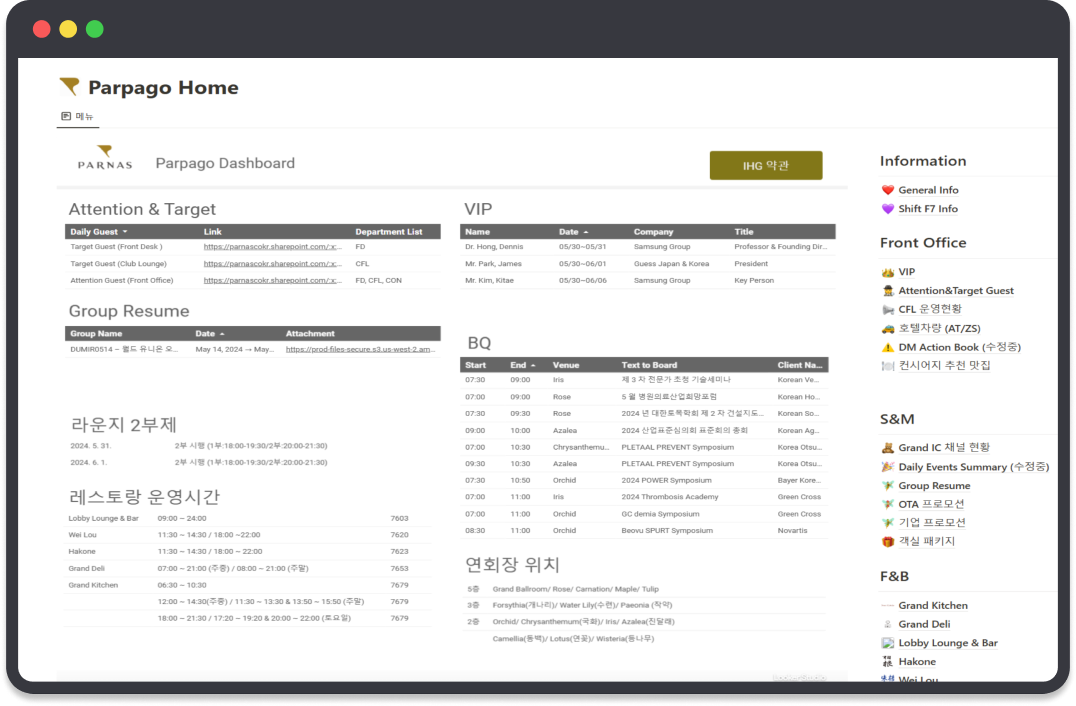 Parpago Home
메뉴
PARNAS
Parpago Dashboard
IHG 약관
Attention & Target
Daily Guest Link Department List
Target Guest (Front Desk ) https://parnascokr.sharepoint.com/:x:... FD
Target Guest (Club Lounge) https://parnascokr.sharepoint.com/:x:... CFL
Attention Guest (Front Office) https://parnascokr.sharepoint.com/:x:... FD, CFL, CON
Group Resume
Group Name Date Attachment
DUMIR0514 – 월드 유니온 오... May 14, 2024 → May... https://prod-files-secure.s3.us-west-2.am...
라운지 2부제
2024. 5. 31. 2부 시행 (1부:18:00-19:30/2부:20:00-21:30)
2024. 6. 1. 2부 시행 (1부:18:00-19:30/2부:20:00-21:30)
레스토랑 운영시간
Lobby Lounge & Bar 09:00 ~ 24:00 7603
Wei Lou 11:30 ~ 14:30 / 18:00 ~22:00 7620
Hakone 11:30 ~ 14:30 / 18:00 ~ 22:00 7623
Grand Deli 07:00 ~ 21:00 (주중) / 08:00 ~ 21:00 (주말) 7653
Grand Kitchen 06:30 ~ 10:30 7679
12:00 ~ 14:30(주중) / 11:30 ~ 13:30 & 13:50 ~ 15:50 (주말) 7679
18:00 ~ 21:30 / 17:20 ~ 19:20 & 20:00 ~ 22:00 (토요일) 7679
VIP
Name Date Company Title
Dr. Hong, Dennis 05/30~05/31 Samsung Group Professor & Founding Dir...
Mr. Park, James 05/30~06/01 Guess Japan & Korea President
Mr. Kim, Kitae 05/30~06/06 Samsung Group Key Person
BQ
Start End Venue Text to Board Client Na...
07:30 09:00 Iris 제 3 차 전문가 초청 기술세미나 Korean Ve...
07:00 09:00 Rose 5 월 병원의료산업희망포럼 Korean Ho...
07:30 09:30 Rose 2024 년 대한토목학회 제 2 차 건설지도... Korean So...
09:00 10:00 Azalea 2024 산업표준심의회 표준회의 총회 Korean Ag...
07:00 10:30 Chrysanthemu... PLETAAL PREVENT Symposium Korea Otsu...
09:30 10:30 Azalea PLETAAL PREVENT Symposium Korea Otsu...
07:30 10:50 Orchid 2024 POWER Symposium Bayer Kore...
07:00 11:00 Iris 2024 Thrombosis Academy Green Cross
07:00 11:00 Orchid GC demia Symposium Green Cross
08:30 11:00 Orchid Beovu SPURT Symposium Novartis
연회장 위치
5층 Grand Ballroom/ Rose/ Carnation/ Maple/ Tulip
3층 Forsythia(개나리)/ Water Lily(수련)/ Paeonia (작약)
2층 Orchid/ Chrysanthemum(국화)/ Iris/ Azalea(진달래)
Camellia(동백)/ Lotus(연꽃)/ Wisteria(등나무)
Information
General Info
Shift F7 Info
Front Office
VIP
Attention&Target Guest
CFL 운영현황
호텔차량 (AT/ZS)
DM Action Book (수정중)
컨시어지 추천 맛집
S&M
Grand IC 채널 현황
Daily Events Summary (수정중)
Group Resume
OTA 프로모션
기업 프로모션
객실 패키지
F&B
Grand Kitchen
Grand Deli
Lobby Lounge & Bar
Hakone
Wei Lou